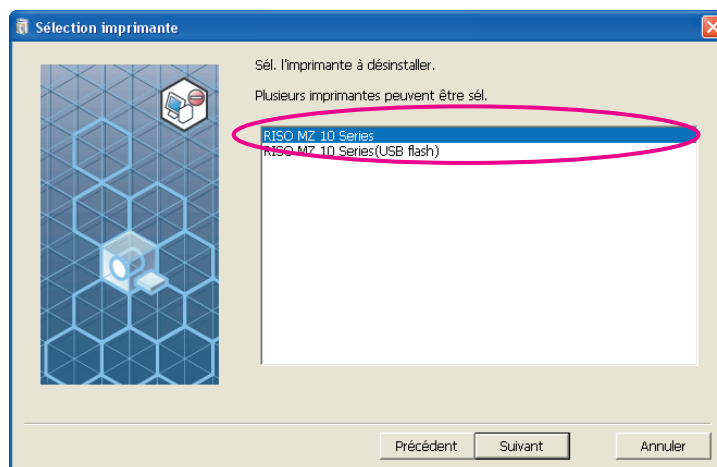 Sélection imprimante
Sél. l'imprimante à désinstaller.
Plusieurs imprimantes peuvent être sél.
RISO MZ 10 Series
RISO MZ 10 Series(USB flash)
Précédent
Suivant
Annuler